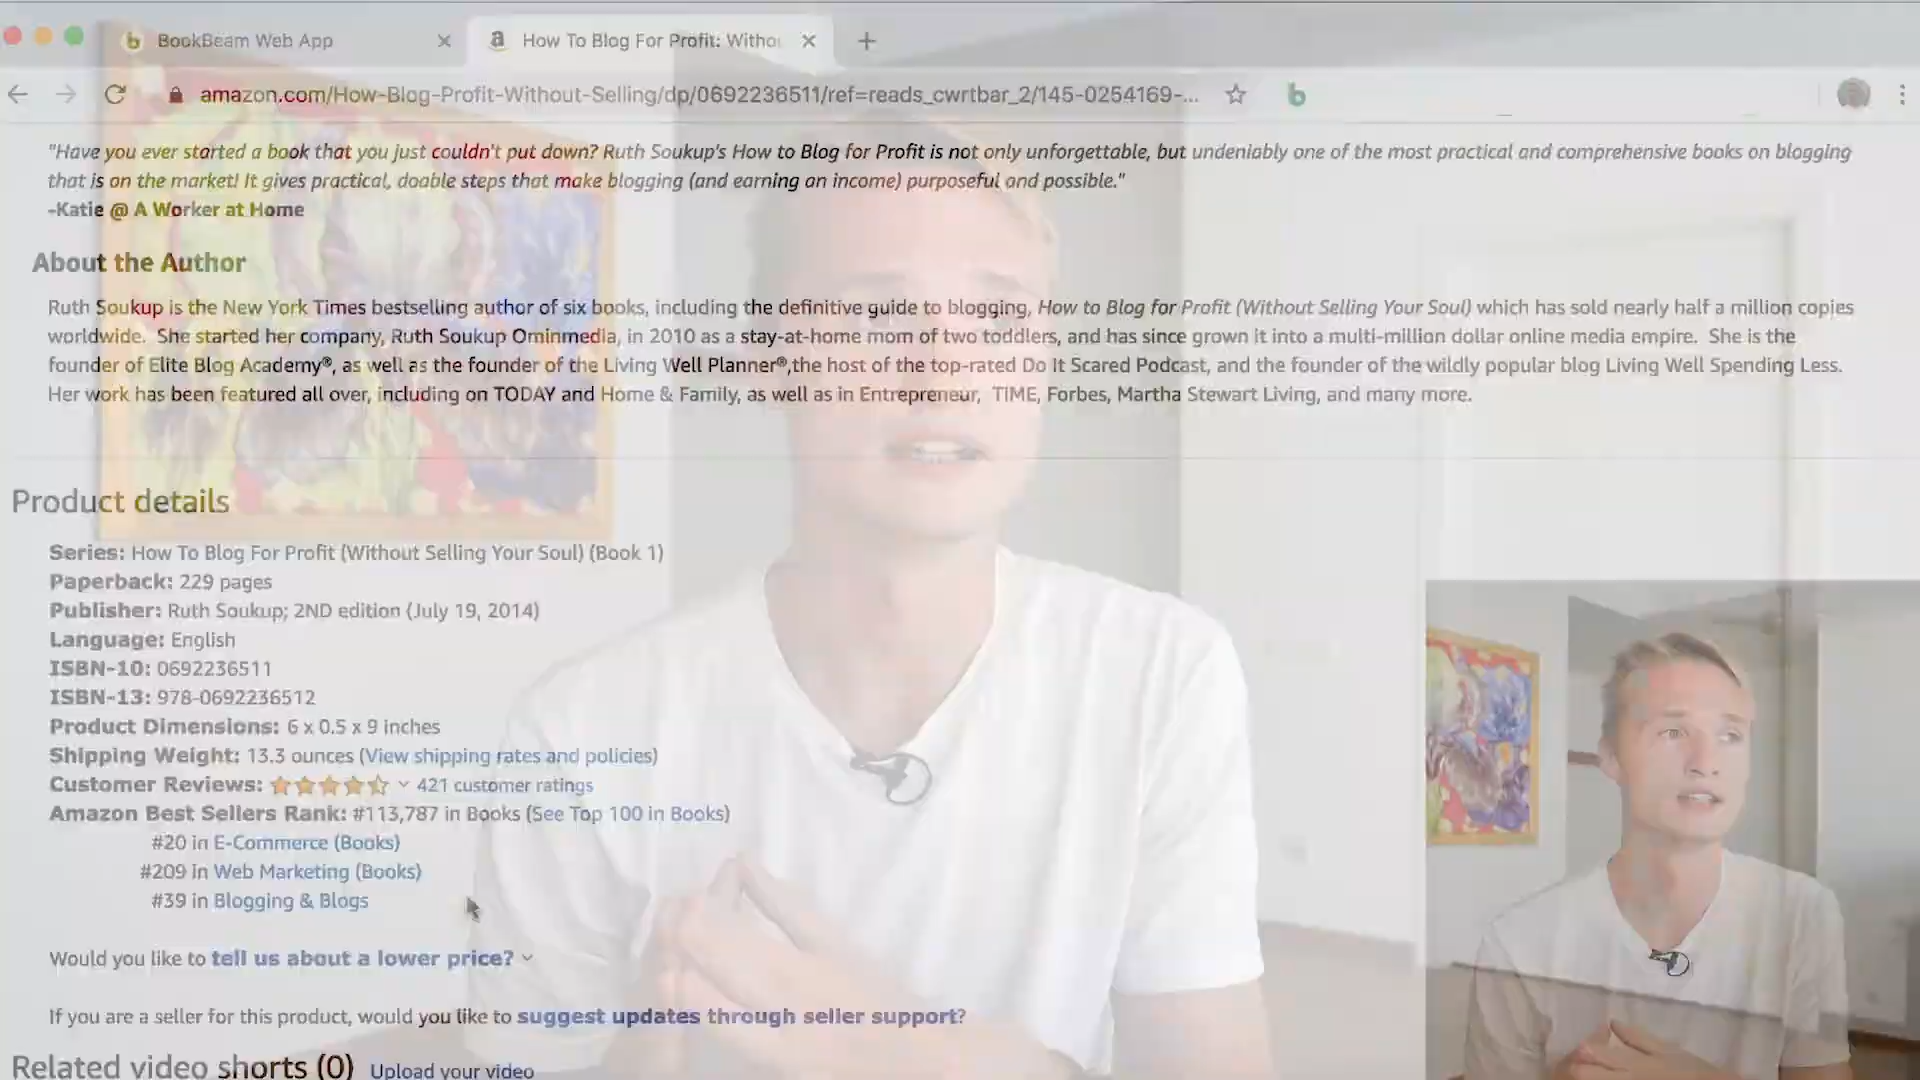 BookBeam Web App
How To Blog For Profit: Witho
amazon.com/How-Blog-Profit-Without-Selling/dp/0692236511/ref=reads_cwrtbar_2/145-0254169-...
"Have you ever started a book that you just couldn't put down? Ruth Soukup's How to Blog for Profit is not only unforgettable, but undeniably one of the most practical and comprehensive books on blogging
that is on the market! It gives practical, doable steps that make blogging (and earning an income) purposeful and possible."
-Katie @ A Worker at Home
About the Author
Ruth Soukup is the New York Times bestselling author of six books, including the definitive guide to blogging, How to Blog for Profit (Without Selling Your Soul) which has sold nearly half a million copies
worldwide. She started her company, Ruth Soukup Ominmedia, in 2010 as a stay-at-home mom of two toddlers, and has since grown it into a multi-million dollar online media empire. She is the
founder of Elite Blog Academy®, as well as the founder of the Living Well Planner®,the host of the top-rated Do It Scared Podcast, and the founder of the wildly popular blog Living Well Spending Less.
Her work has been featured all over, including on TODAY and Home & Family, as well as in Entrepreneur, TIME, Forbes, Martha Stewart Living, and many more.
Product details
Series: How To Blog For Profit (Without Selling Your Soul) (Book 1)
Paperback: 229 pages
Publisher: Ruth Soukup; 2ND edition (July 19, 2014)
Language: English
ISBN-10: 0692236511
ISBN-13: 978-0692236512
Product Dimensions: 6 x 0.5 x 9 inches
Shipping Weight: 13.3 ounces (View shipping rates and policies)
Customer Reviews: 421 customer ratings
Amazon Best Sellers Rank: #113,787 in Books (See Top 100 in Books)
#20 in E-Commerce (Books)
#209 in Web Marketing (Books)
#39 in Blogging & Blogs
Would you like to tell us about a lower price?
If you are a seller for this product, would you like to suggest updates through seller support?
Related video shorts (0) Upload your video